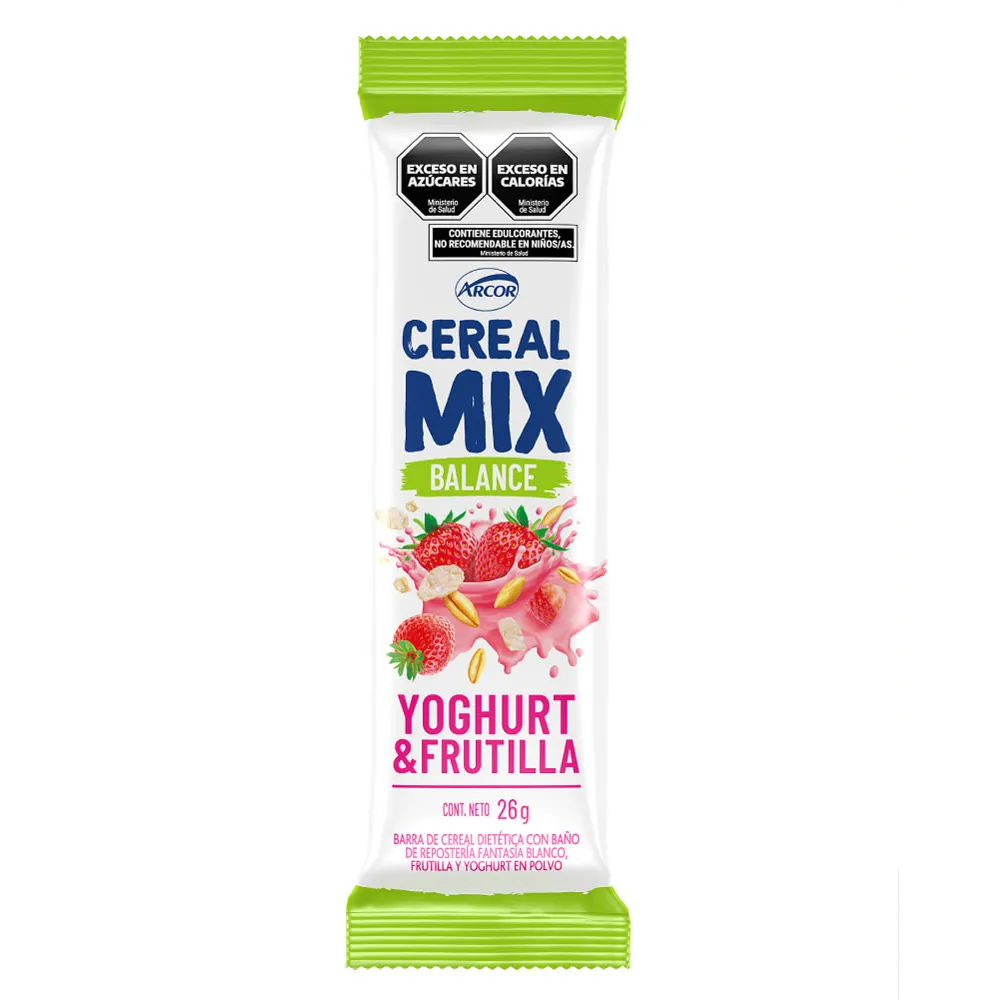 EXCESO EN
AZÚCARES
Ministerio
de Salud
EXCESO EN
CALORÍAS
Ministerio
de Salud
CONTIENE EDULCORANTES,
NO RECOMENDABLE EN NIÑOS/AS.
Ministerio de Salud
ARCOR
CEREAL
MIX
BALANCE
YOGHURT
&FRUTILLA
CONT. NETO 26g
BARRA DE CEREAL DIETÉTICA CON BAÑO
DE REPOSTERÍA FANTASÍA BLANCO,
FRUTILLA Y YOGHURT EN POLVO